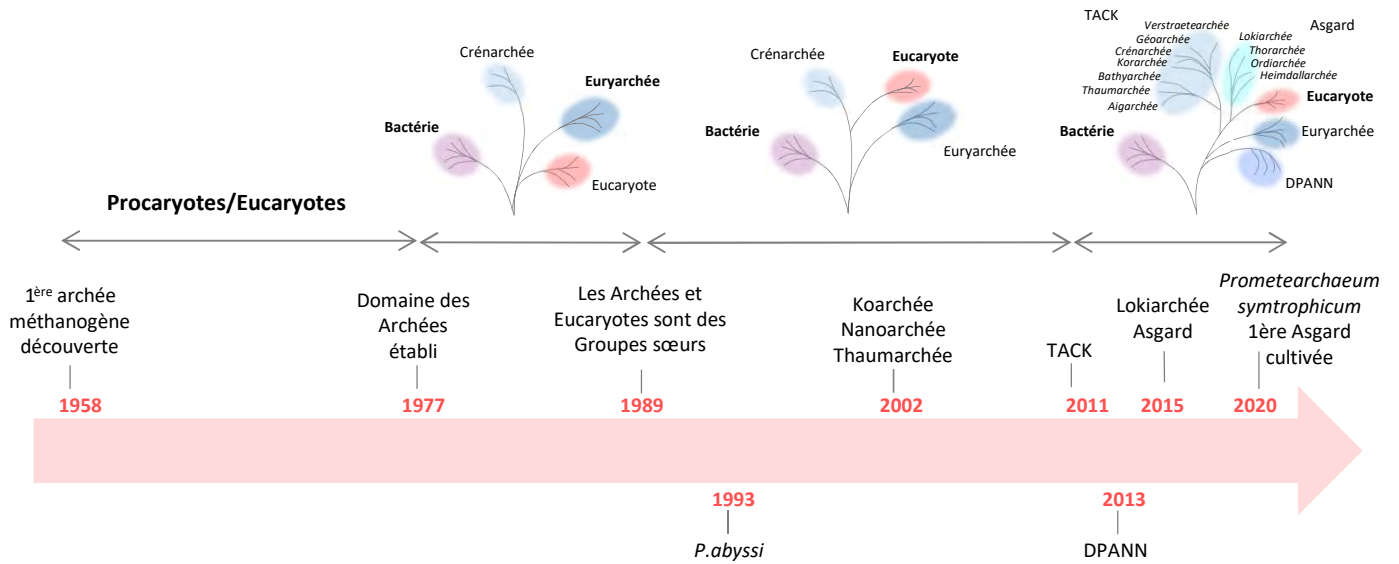 TACK
Asgard
Verstraetearchée
Géoarchée
Crénarchée
Korarchée
Bathyarchée
Thaumarchée
Aigarchée
Lokiarchée
Thorarchée
Ordiarchée
Heimdallarchée
Eucaryote
Euryarchée
DPANN
Bactérie
Crénarchée
Eucaryote
Euryarchée
Bactérie
Crénarchée
Euryarchée
Eucaryote
Bactérie
Procaryotes/Eucaryotes
1ère archée
méthanogène
découverte
Domaine des
Archées
établi
Les Archées et
Eucaryotes sont des
Groupes sœurs
Koarchée
Nanoarchée
Thaumarchée
TACK
Lokiarchée
Asgard
Prometearchaeum
symtrophicum
1ère Asgard
cultivée
1958
1977
1989
2002
2011
2015
2020
1993
2013
P.abyssi
DPANN